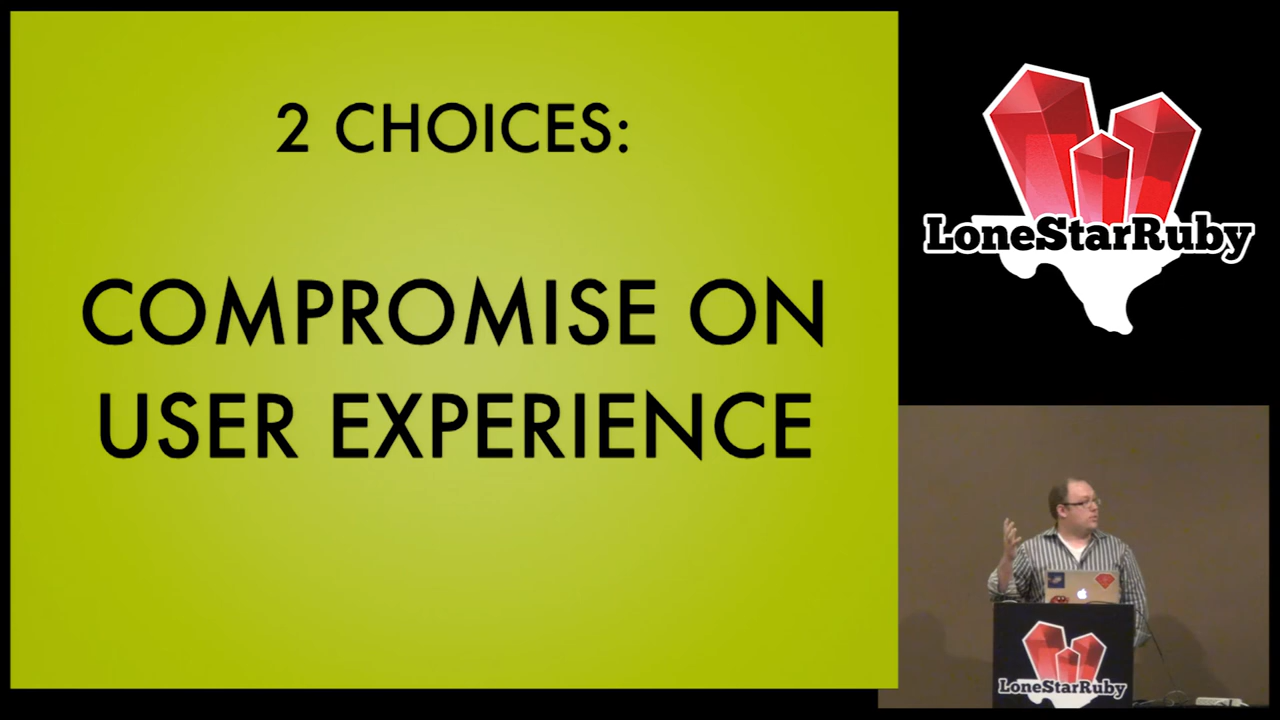 2 CHOICES:
COMPROMISE ON
USER EXPERIENCE
LoneStarRuby
LoneStarRuby